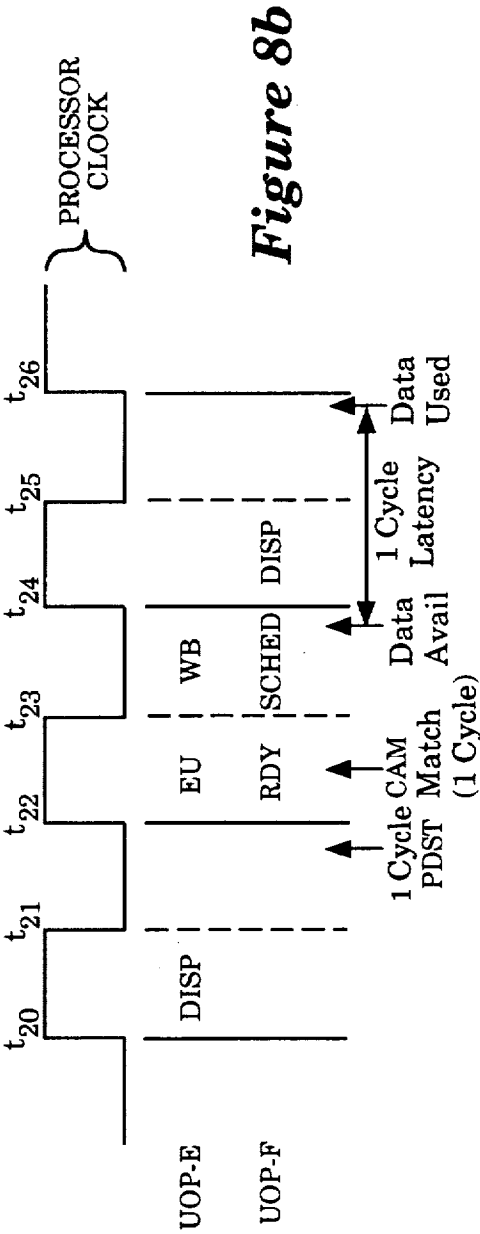 t20 t21 t22 t23 t24 t25 t26
PROCESSOR
CLOCK
UOP-E DISP EU WB
UOP-F RDY SCHED DISP
1 Cycle
PDST
CAM
Match
(1 Cycle)
Data
Avail
1 Cycle
Latency
Data
Used
Figure 8b